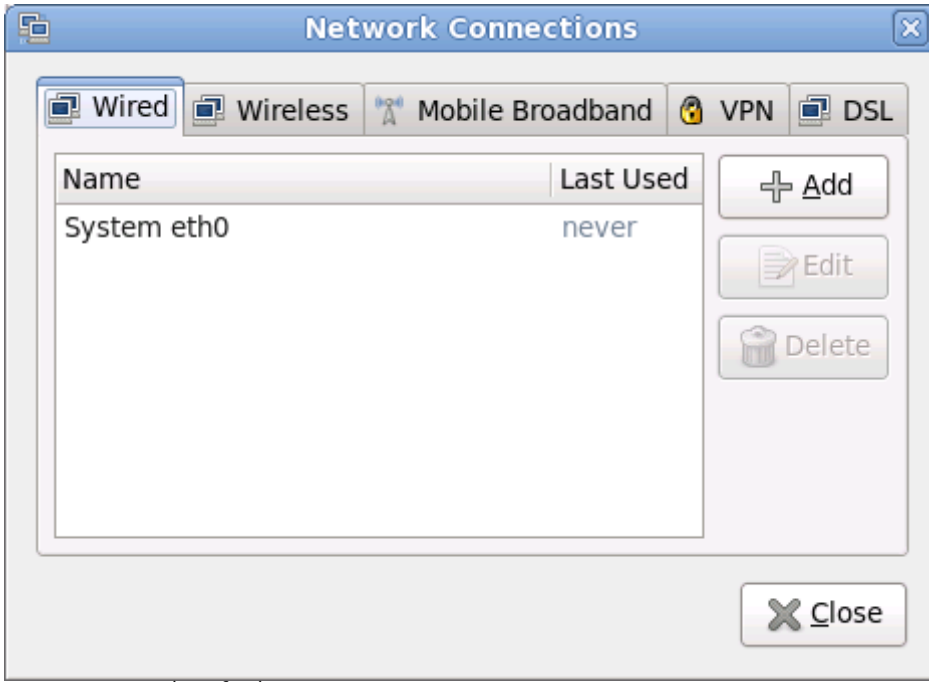 Network Connections
Wired Wireless Mobile Broadband VPN DSL
Name Last Used
System eth0 never
Add
Edit
Delete
Close